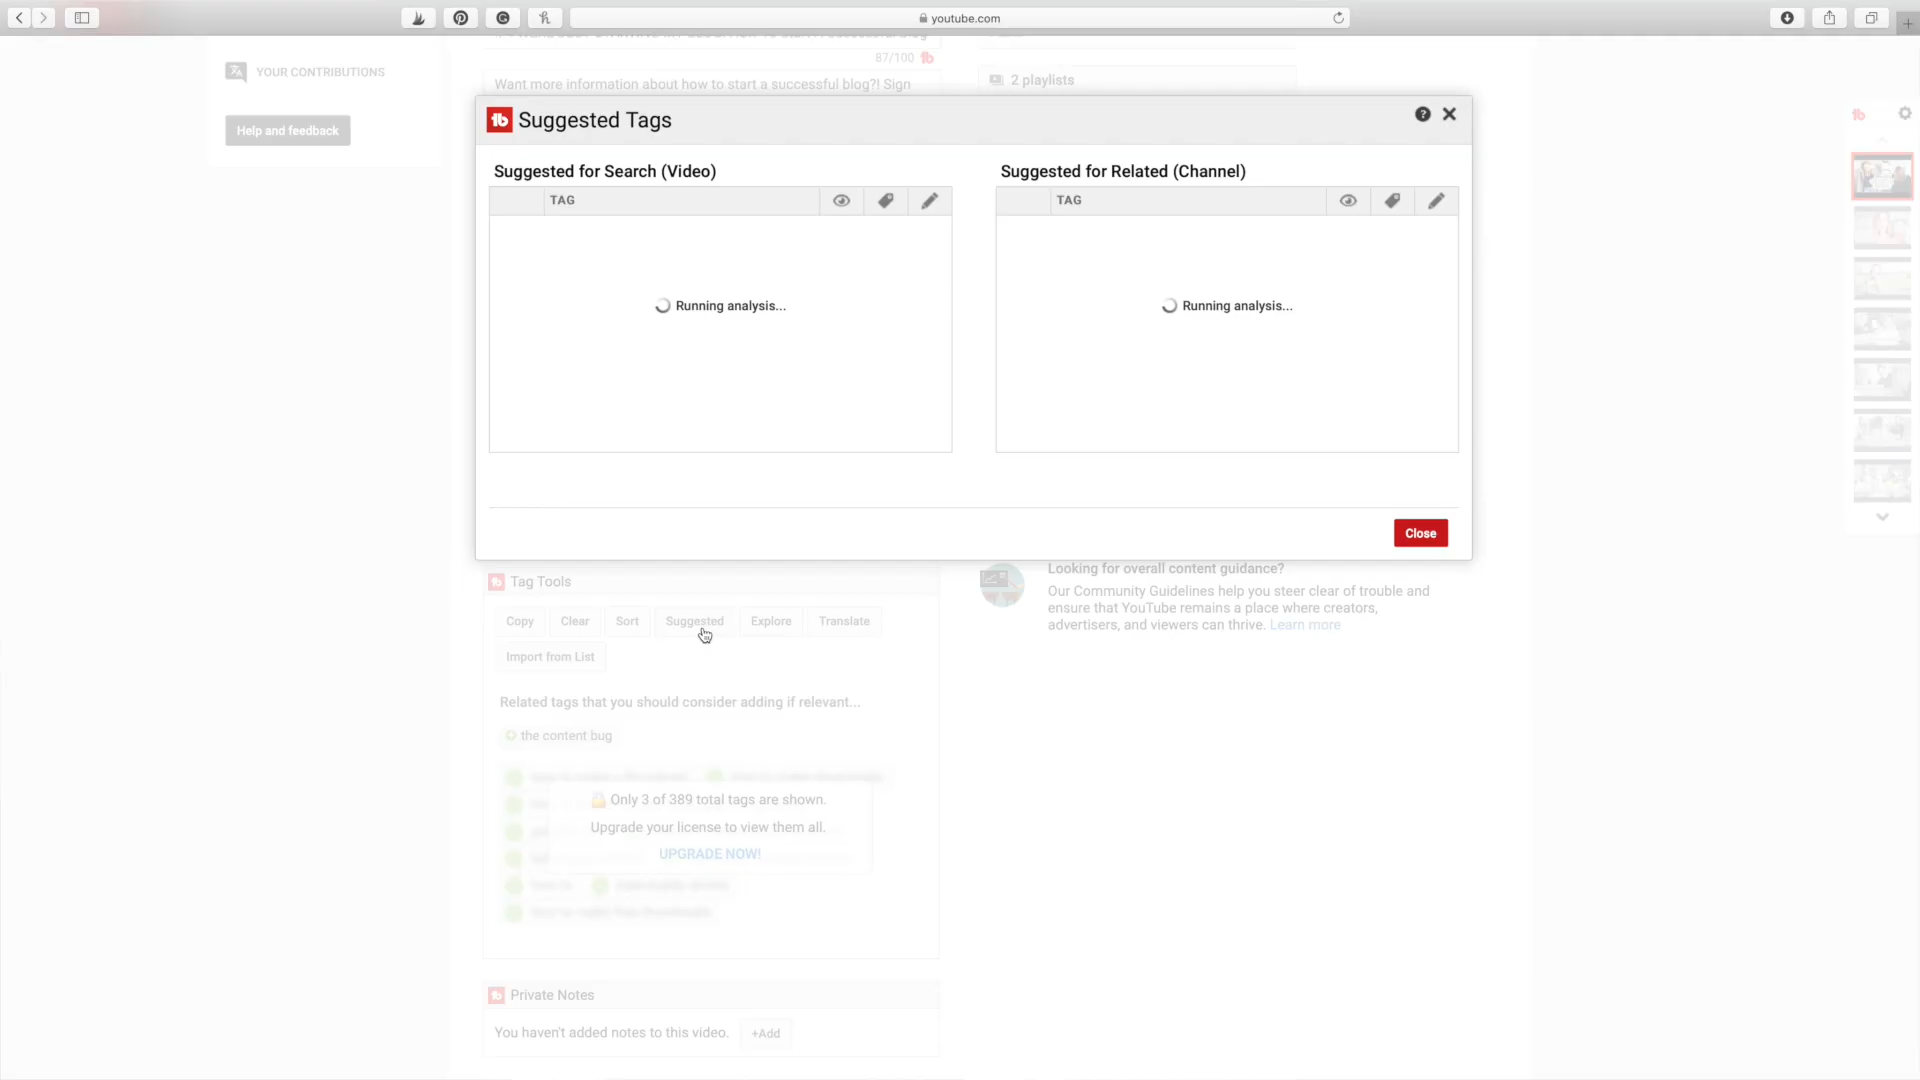 youtube.com
YOUR CONTRIBUTIONS
87/100
Want more information about how to start a successful blog?! Sign
2 playlists
Help and feedback
Suggested Tags
Suggested for Search (Video)
Suggested for Related (Channel)
TAG
TAG
Running analysis...
Running analysis...
Close
Tag Tools
Looking for overall content guidance?
Our Community Guidelines help you steer clear of trouble and
ensure that YouTube remains a place where creators,
advertisers, and viewers can thrive. Learn more
Copy
Clear
Sort
Suggested
Explore
Translate
Import from List
Related tags that you should consider adding if relevant...
the content bug
Only 3 of 389 total tags are shown.
Upgrade your license to view them all.
UPGRADE NOW!
Private Notes
You haven't added notes to this video.
+Add